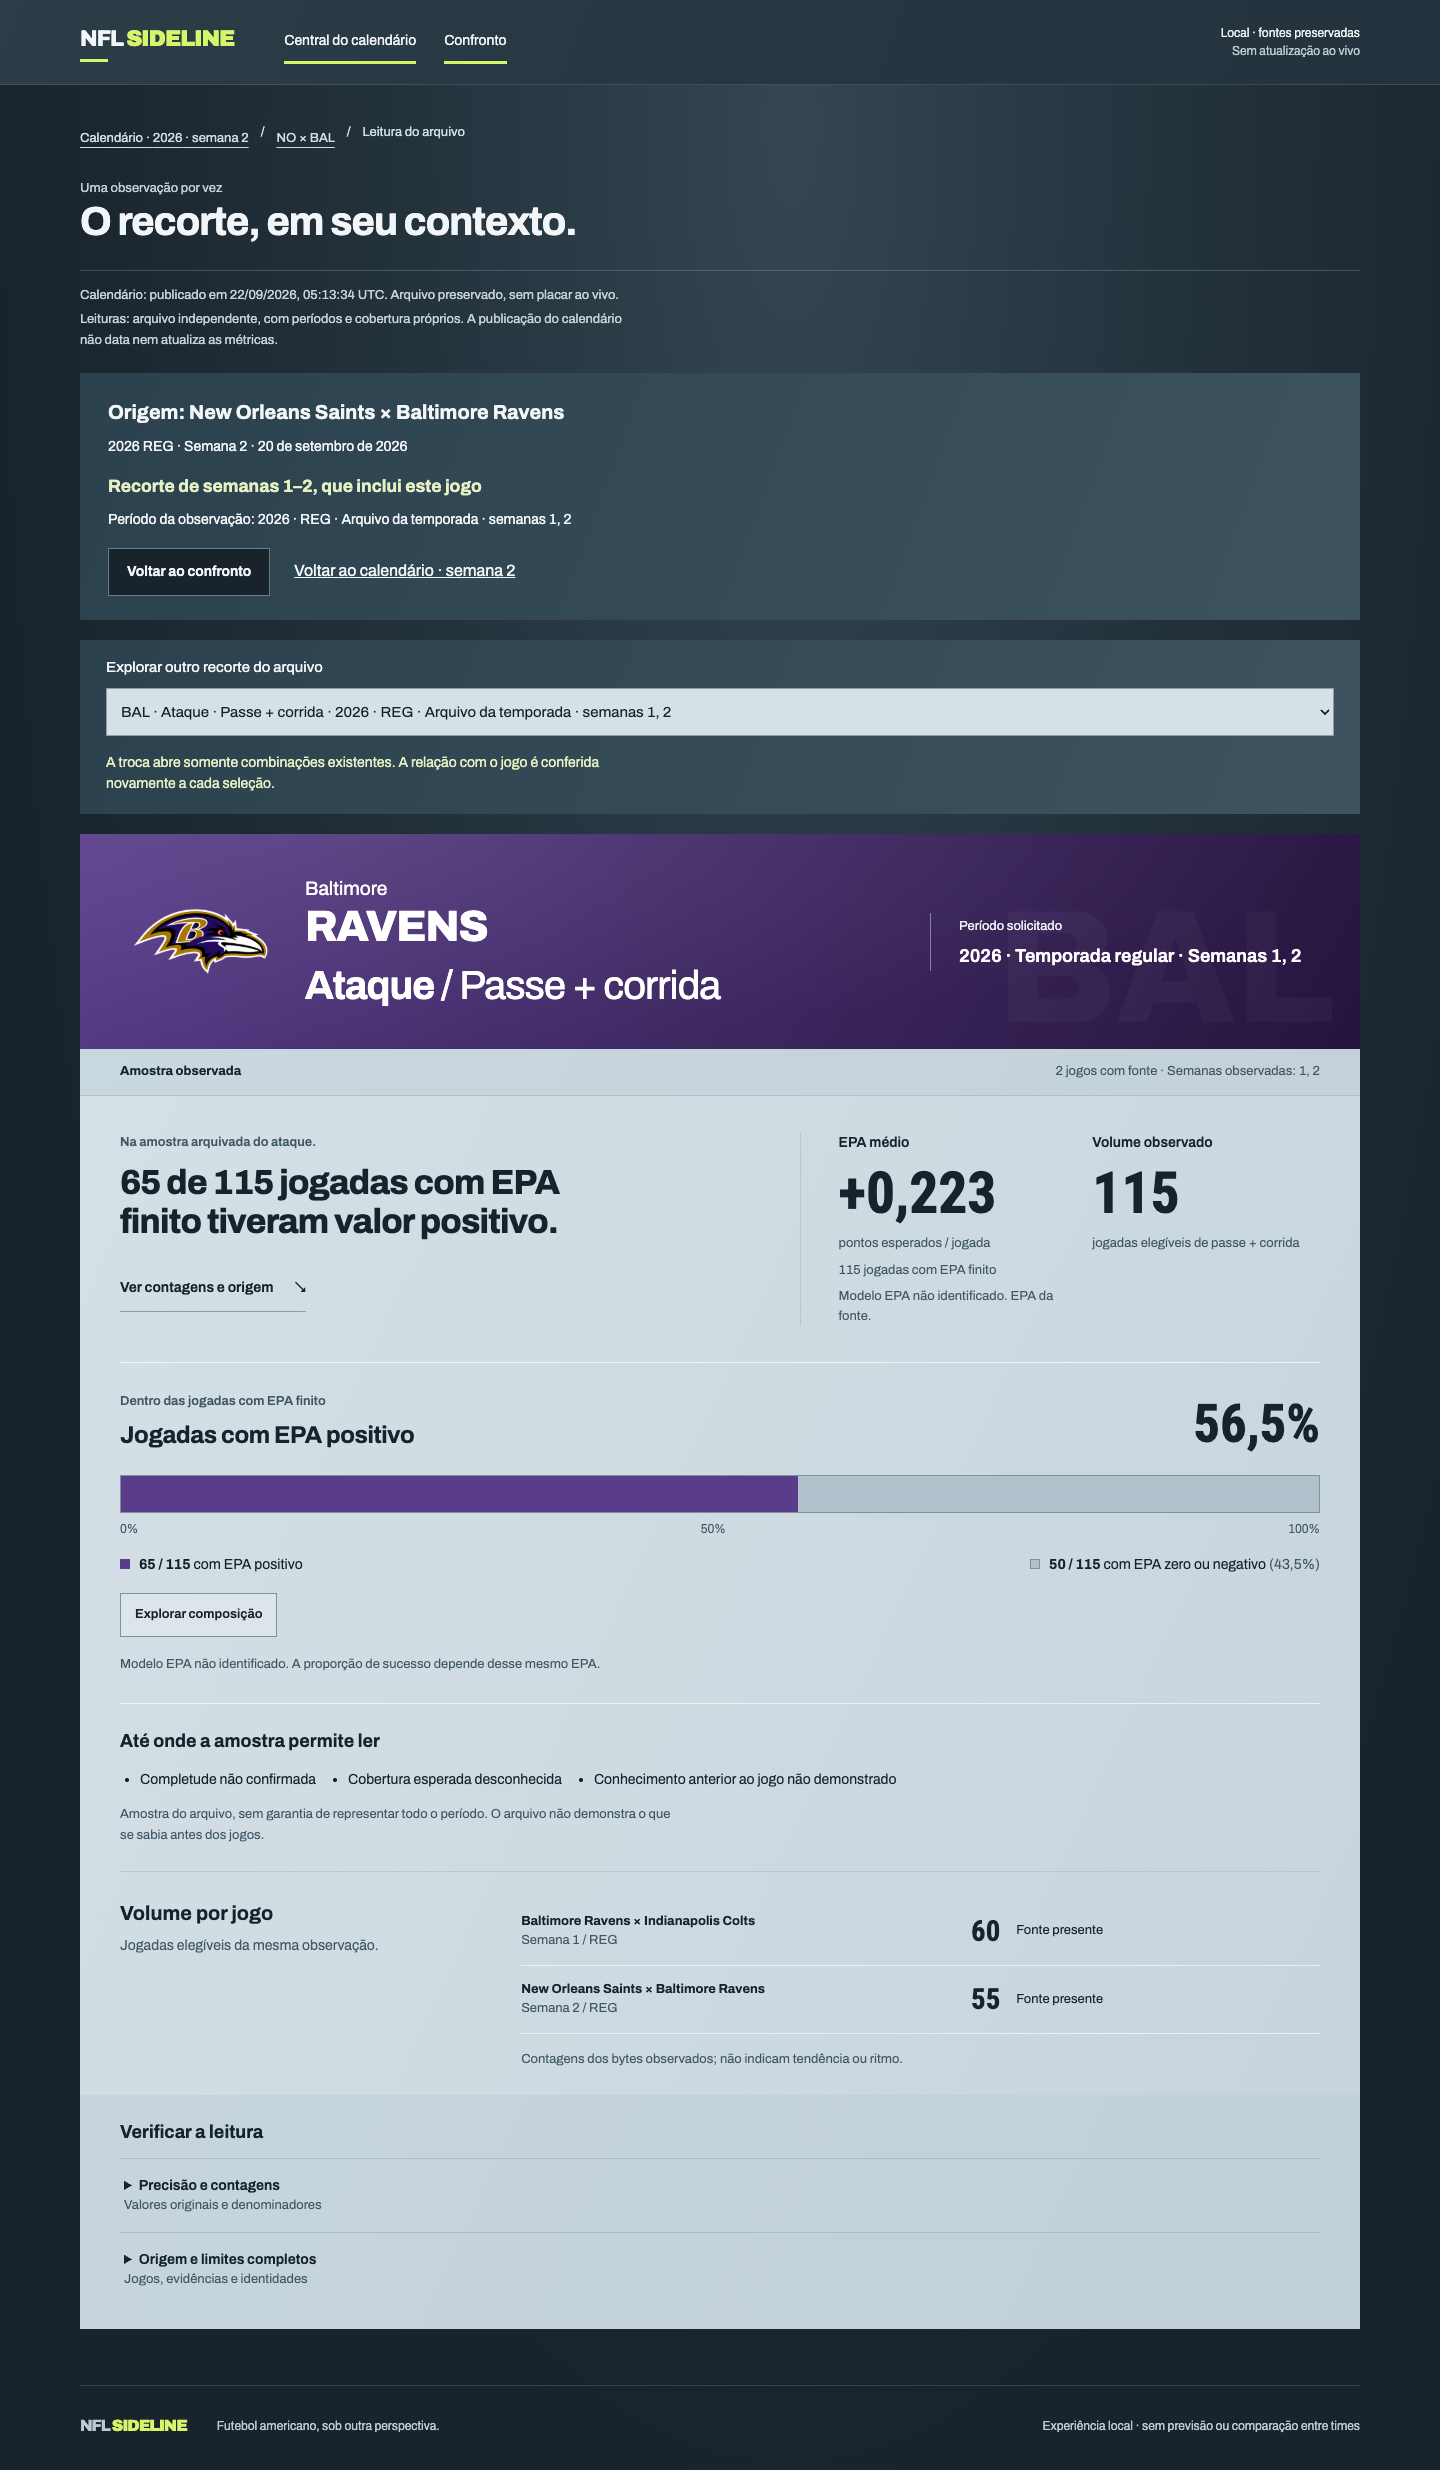 NFL SIDELINE
Central do calendário
Confronto
Local · fontes preservadas
Sem atualização ao vivo
Calendário · 2026 · semana 2 / NO × BAL / Leitura do arquivo
Uma observação por vez
O recorte, em seu contexto.
Calendário: publicado em 22/09/2026, 05:13:34 UTC. Arquivo preservado, sem placar ao vivo.
Leituras: arquivo independente, com períodos e cobertura próprios. A publicação do calendário
não data nem atualiza as métricas.
Origem: New Orleans Saints × Baltimore Ravens
2026 REG · Semana 2 · 20 de setembro de 2026
Recorte de semanas 1–2, que inclui este jogo
Período da observação: 2026 · REG · Arquivo da temporada · semanas 1, 2
Voltar ao confronto
Voltar ao calendário · semana 2
Explorar outro recorte do arquivo
BAL · Ataque · Passe + corrida · 2026 · REG · Arquivo da temporada · semanas 1, 2
A troca abre somente combinações existentes. A relação com o jogo é conferida
novamente a cada seleção.
B
Baltimore
RAVENS
Ataque / Passe + corrida
BAL
Período solicitado
2026 · Temporada regular · Semanas 1, 2
Amostra observada
2 jogos com fonte · Semanas observadas: 1, 2
Na amostra arquivada do ataque.
65 de 115 jogadas com EPA
finito tiveram valor positivo.
Ver contagens e origem ↘
EPA médio
+0,223
pontos esperados / jogada
115 jogadas com EPA finito
Modelo EPA não identificado. EPA da
fonte.
Volume observado
115
jogadas elegíveis de passe + corrida
Dentro das jogadas com EPA finito
Jogadas com EPA positivo
56,5%
0%
50%
100%
65 / 115 com EPA positivo
50 / 115 com EPA zero ou negativo (43,5%)
Explorar composição
Modelo EPA não identificado. A proporção de sucesso depende desse mesmo EPA.
Até onde a amostra permite ler
• Completude não confirmada • Cobertura esperada desconhecida • Conhecimento anterior ao jogo não demonstrado
Amostra do arquivo, sem garantia de representar todo o período. O arquivo não demonstra o que
se sabia antes dos jogos.
Volume por jogo
Jogadas elegíveis da mesma observação.
Baltimore Ravens × Indianapolis Colts
Semana 1 / REG
60 Fonte presente
New Orleans Saints × Baltimore Ravens
Semana 2 / REG
55 Fonte presente
Contagens dos bytes observados; não indicam tendência ou ritmo.
Verificar a leitura
▶ Precisão e contagens
Valores originais e denominadores
▶ Origem e limites completos
Jogos, evidências e identidades
NFL SIDELINE
Futebol americano, sob outra perspectiva.
Experiência local · sem previsão ou comparação entre times